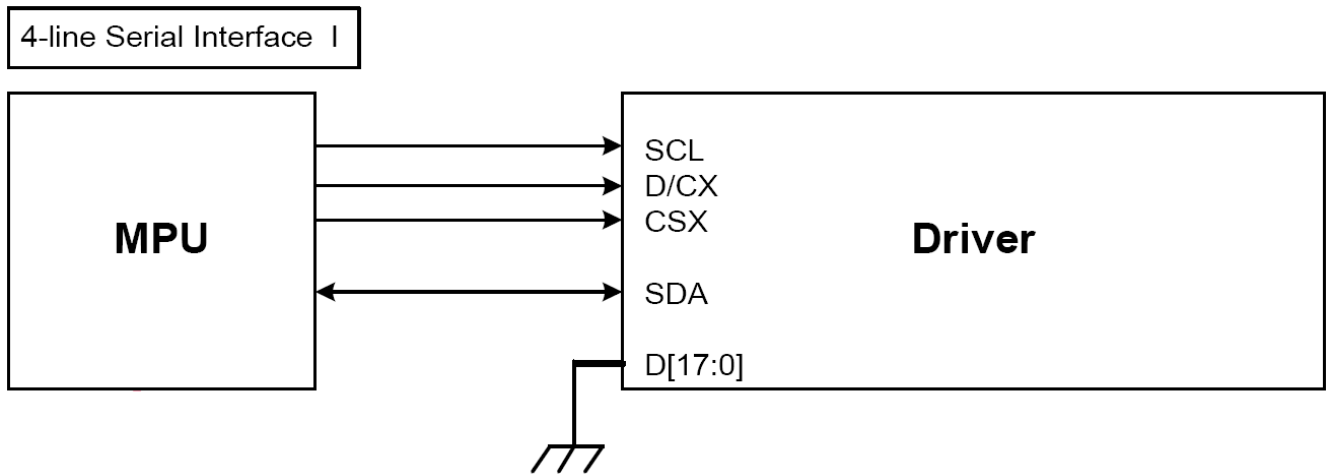 4-line Serial Interface I
MPU
SCL
D/CX
CSX
Driver
SDA
D[17:0]